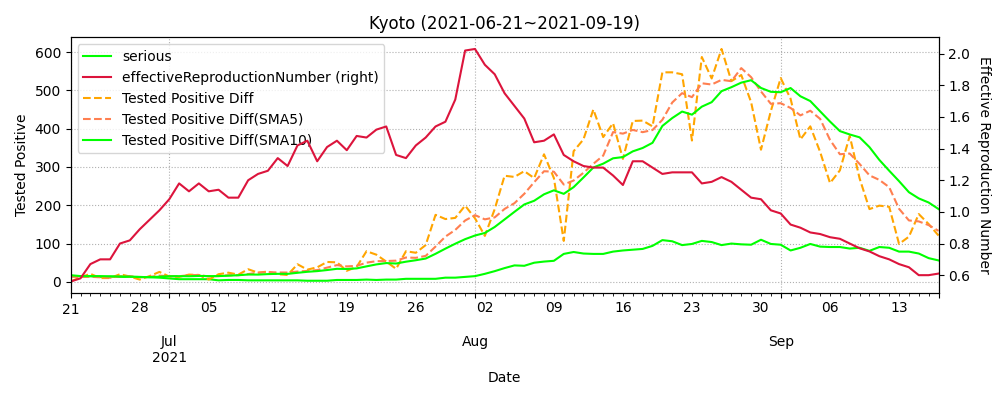 Kyoto (2021-06-21~2021-09-19)
serious
effectiveReproductionNumber (right)
Tested Positive Diff
Tested Positive Diff(SMA5)
Tested Positive Diff(SMA10)
Tested Positive
600
500
400
300
200
100
0
2.0
1.8
1.6
1.4
1.2
1.0
0.8
0.6
Effective Reproduction Number
21 28 05 12 19 26 02 09 16 23 30 06 13
Jul Aug Sep
2021
Date